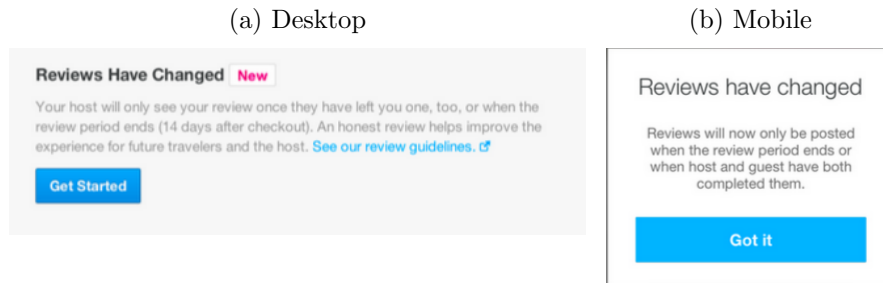 (a) Desktop
Reviews Have Changed New
Your host will only see your review once they have left you one, too, or when the
review period ends (14 days after checkout). An honest review helps improve the
experience for future travelers and the host. See our review guidelines.
Get Started
(b) Mobile
Reviews have changed
Reviews will now only be posted
when the review period ends or
when host and guest have both
completed them.
Got it